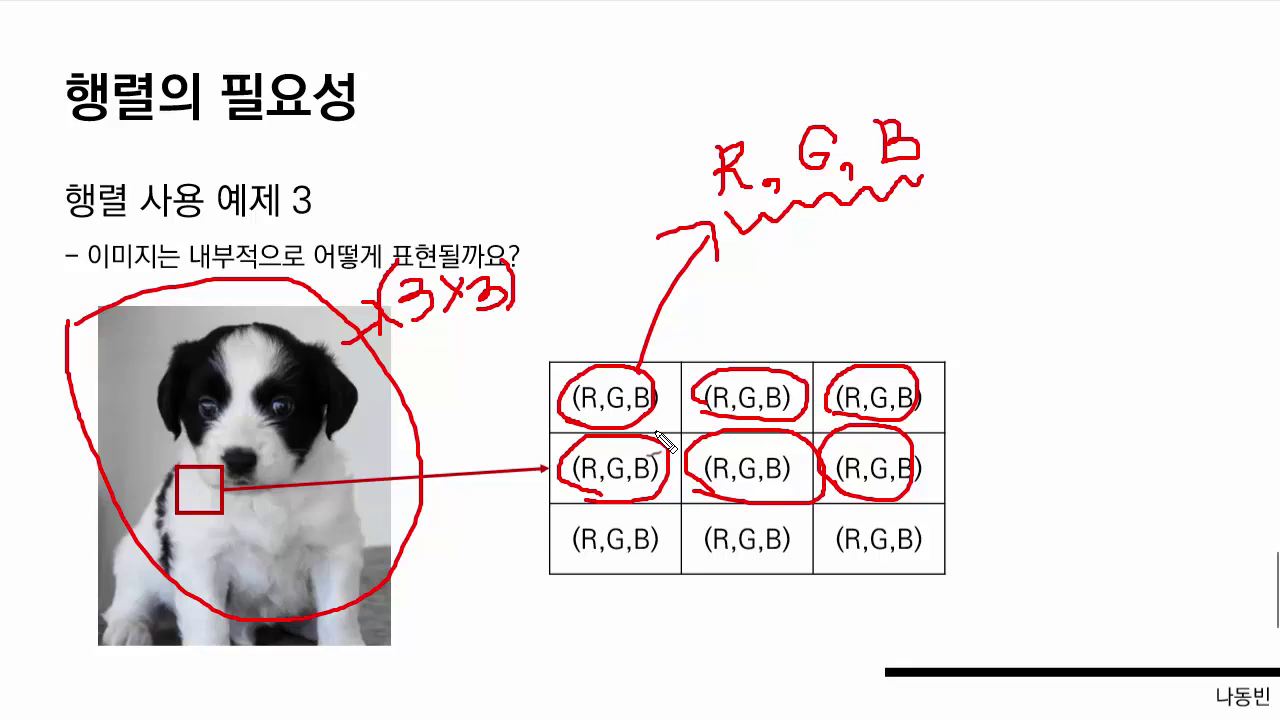 행렬의 필요성
행렬 사용 예제 3
- 이미지는 내부적으로 어떻게 표현될까요?
R, G, B
(3×3)
(R,G,B) (R,G,B) (R,G,B)
(R,G,B) (R,G,B) (R,G,B)
(R,G,B) (R,G,B) (R,G,B)
나동빈